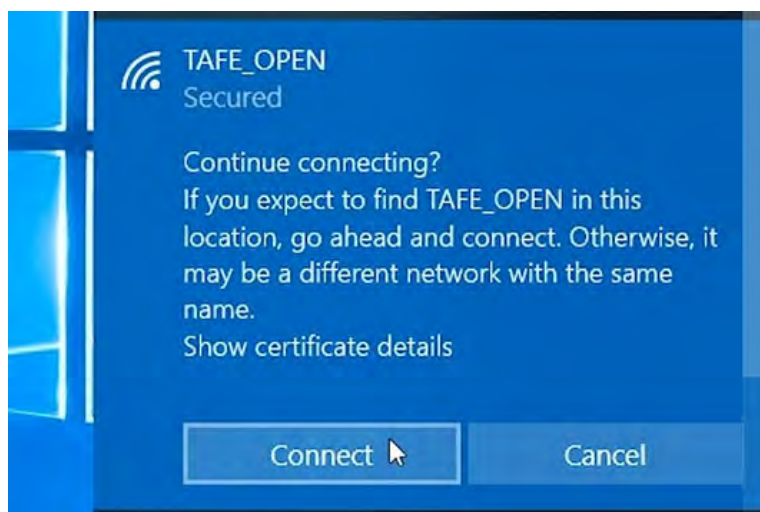 TAFE_OPEN
Secured
Continue connecting?
If you expect to find TAFE_OPEN in this
location, go ahead and connect. Otherwise, it
may be a different network with the same
name.
Show certificate details
Connect
Cancel